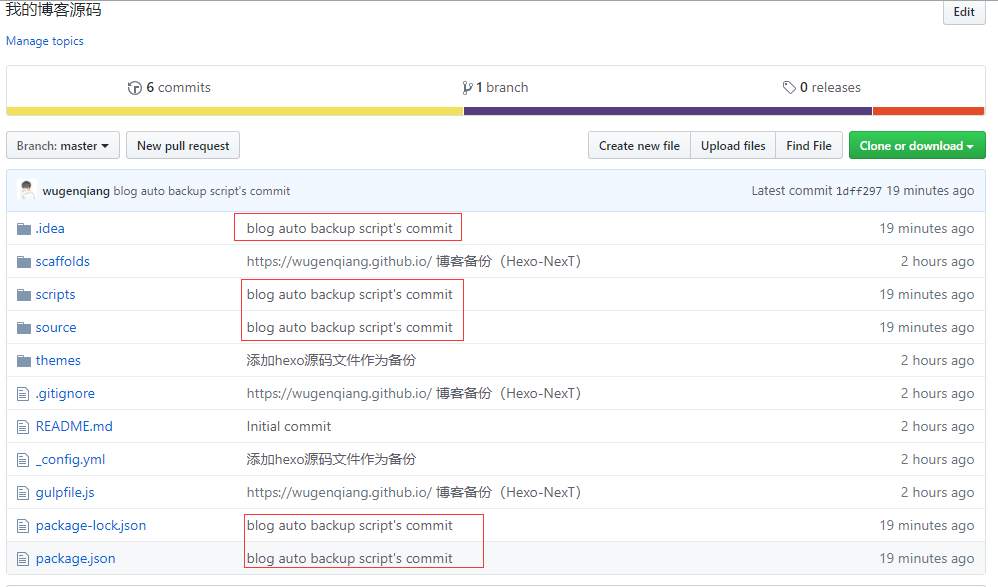 我的博客源码
Edit
Manage topics
6 commits 1 branch 0 releases
Branch: master New pull request Create new file Upload files Find File Clone or download
wugenqiang blog auto backup script's commit Latest commit 1dff297 19 minutes ago
.idea blog auto backup script's commit 19 minutes ago
scaffolds https://wugenqiang.github.io/ 博客备份（Hexo-NexT） 2 hours ago
scripts blog auto backup script's commit 19 minutes ago
source blog auto backup script's commit 19 minutes ago
themes 添加hexo源码文件作为备份 2 hours ago
.gitignore https://wugenqiang.github.io/ 博客备份（Hexo-NexT） 2 hours ago
README.md Initial commit 2 hours ago
_config.yml 添加hexo源码文件作为备份 2 hours ago
gulpfile.js https://wugenqiang.github.io/ 博客备份（Hexo-NexT） 2 hours ago
package-lock.json blog auto backup script's commit 19 minutes ago
package.json blog auto backup script's commit 19 minutes ago